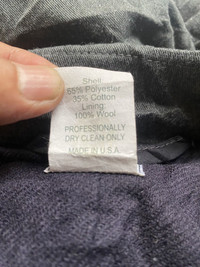 Shell
65% Polyester
35% Cotton
Lining
100% Wool
PROFESSIONALLY
DRY CLEAN ONLY
MADE IN U.S.A.